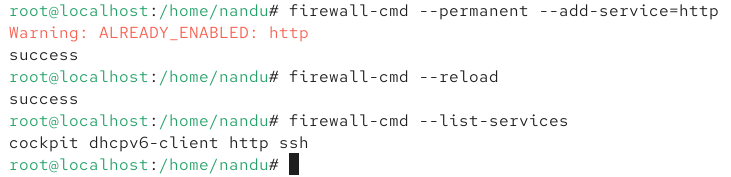 root@localhost:/home/nandu# firewall-cmd --permanent --add-service=http
Warning: ALREADY_ENABLED: http
success
root@localhost:/home/nandu# firewall-cmd --reload
success
root@localhost:/home/nandu# firewall-cmd --list-services
cockpit dhcpv6-client http ssh
root@localhost:/home/nandu#